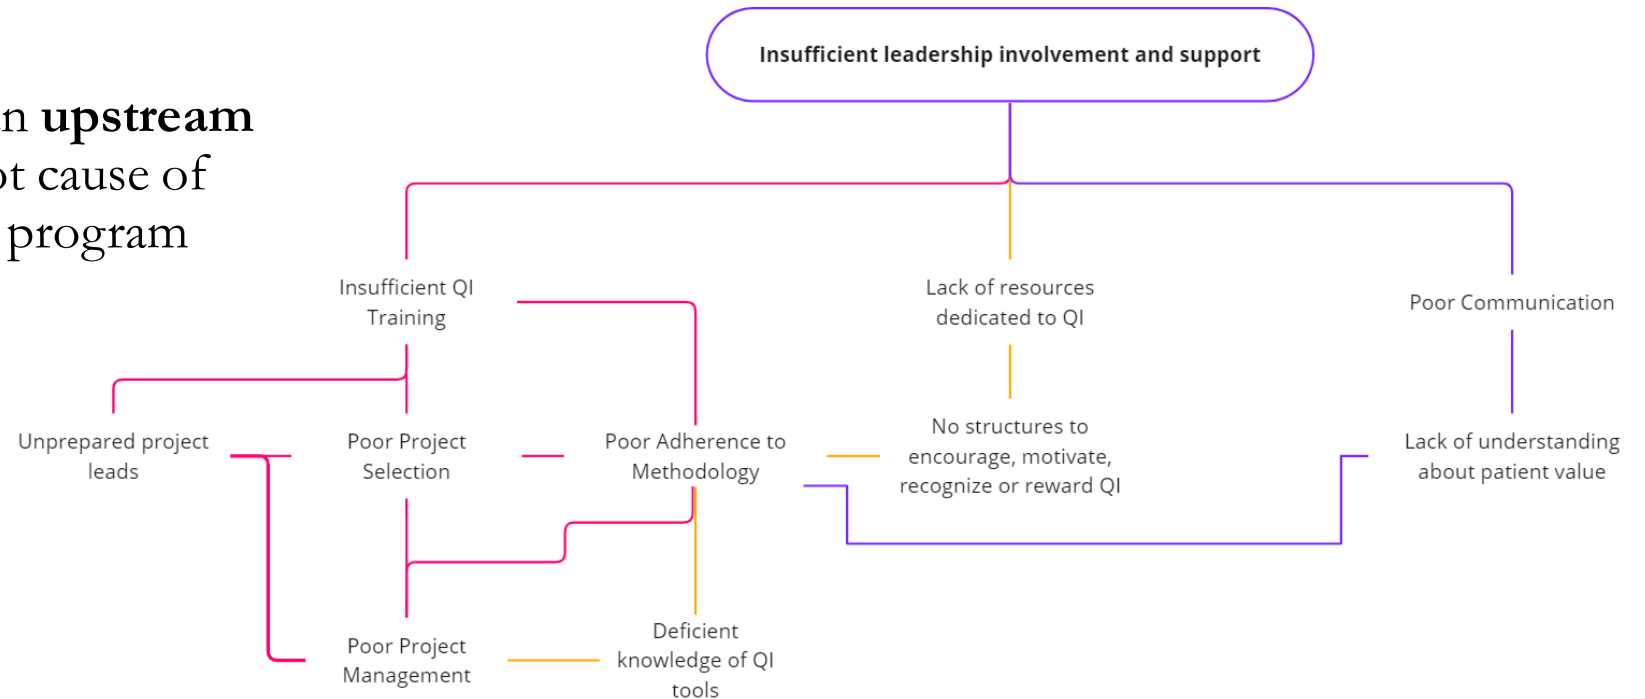 Insufficient leadership involvement and support
n upstream
ot cause of
program
Insufficient QI
Training
Lack of resources
dedicated to QI
Poor Communication
Unprepared project
leads
Poor Project
Selection
Poor Adherence to
Methodology
No structures to
encourage, motivate,
recognize or reward QI
Lack of understanding
about patient value
Poor Project
Management
Deficient
knowledge of QI
tools